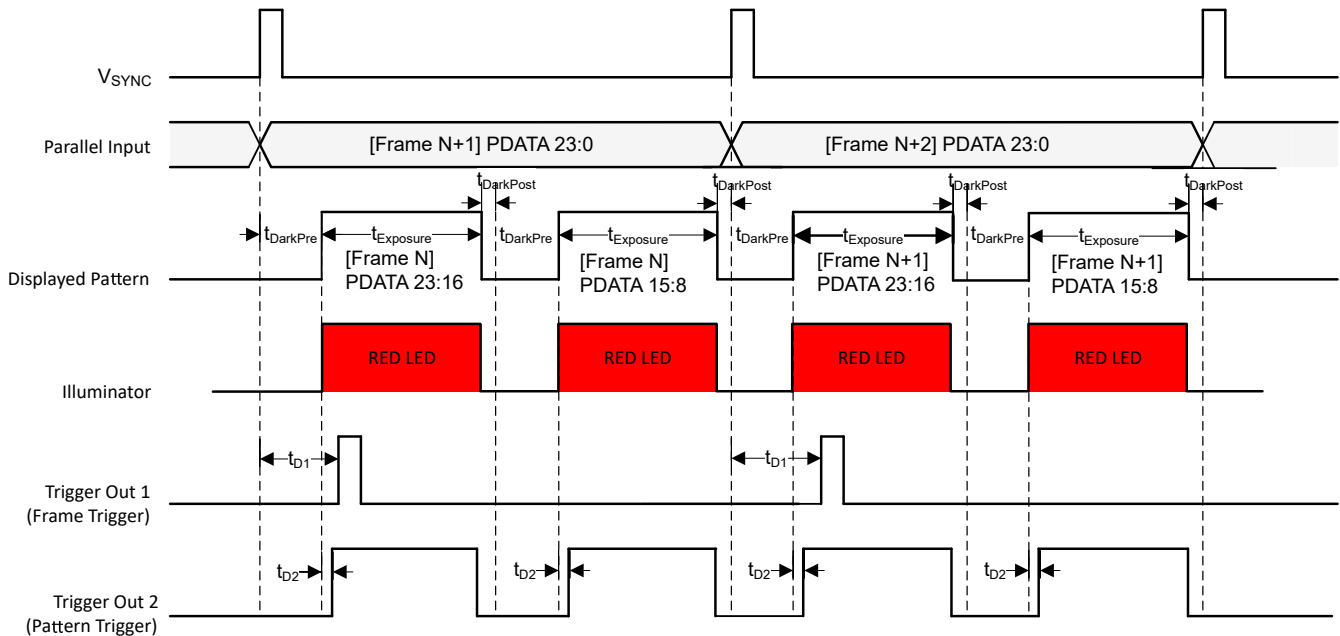 VSYNC
Parallel Input
[Frame N+1] PDATA 23:0
[Frame N+2] PDATA 23:0
tDarkPost
tDarkPost
tDarkPost
tDarkPost
tDarkPre
tExposure
tDarkPre
tExposure
tDarkPre
tExposure
tDarkPre
tExposure
Displayed Pattern
[Frame N]
PDATA 23:16
[Frame N]
PDATA 15:8
[Frame N+1]
PDATA 23:16
[Frame N+1]
PDATA 15:8
Illuminator
RED LED
RED LED
RED LED
RED LED
tD1
tD1
Trigger Out 1
(Frame Trigger)
tD2
tD2
tD2
tD2
Trigger Out 2
(Pattern Trigger)